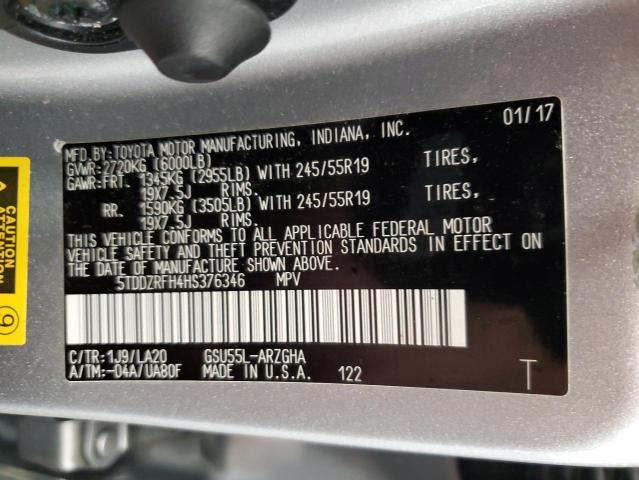 01/17
MFD.BY:TOYOTA MOTOR MANUFACTURING, INDIANA, INC.
GVWR:2720KG (6000LB)
GAWR:FRT. 1345KG (2955LB) WITH 245/55R19 TIRES,
19X7.5J RIMS.
RR. 1590KG (3505LB) WITH 245/55R19 TIRES,
19X7.5J RIMS.
THIS VEHICLE CONFORMS TO ALL APPLICABLE FEDERAL MOTOR
VEHICLE SAFETY AND THEFT PREVENTION STANDARDS IN EFFECT ON
THE DATE OF MANUFACTURE SHOWN ABOVE.
5TDDZRFH4HS376346 MPV
C/TR:1J9/LA20 GSU55L-ARZGHA
A/TM:-04A/UA80F MADE IN U.S.A. 122
T
CAUTION
ATTENTION
9